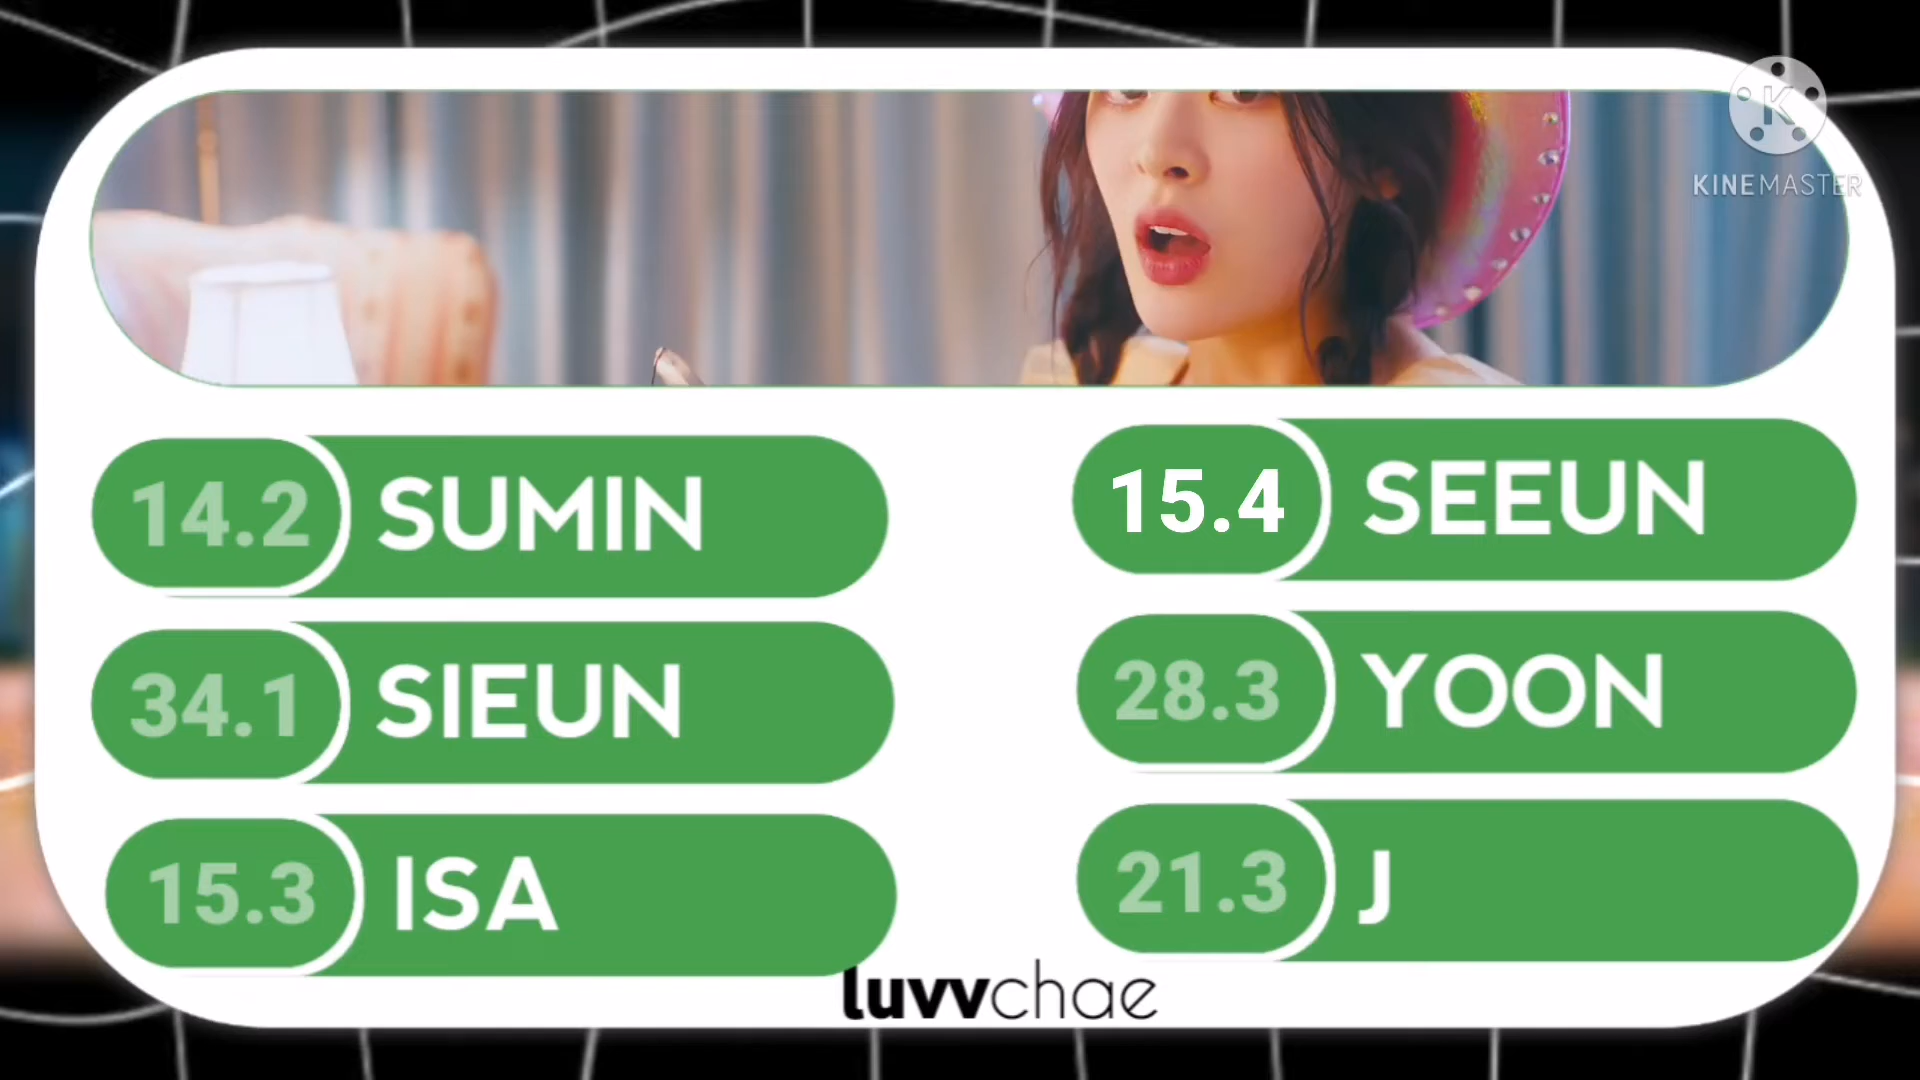 K
KINEMASTER
14.2 SUMIN
15.4 SEEUN
34.1 SIEUN
28.3 YOON
15.3 ISA
21.3 J
luvvchae